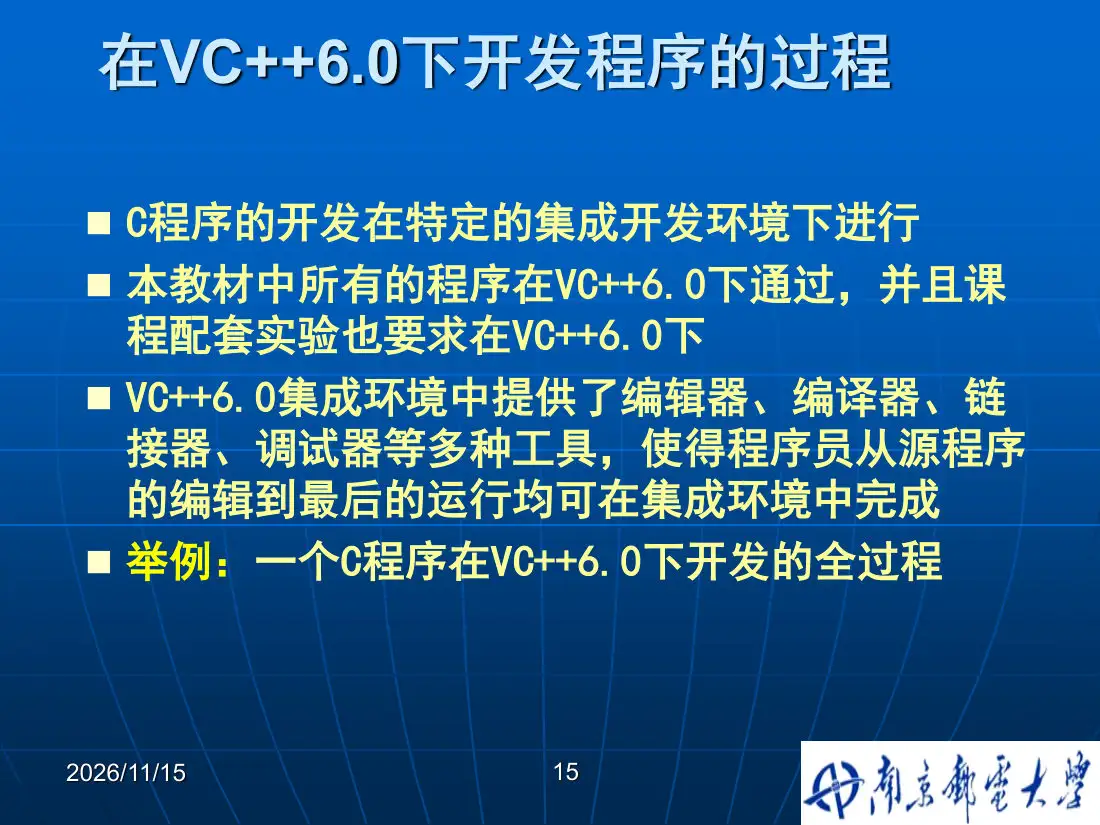 在VC++6.0下开发程序的过程
C程序的开发在特定的集成开发环境下进行
本教材中所有的程序在VC++6.0下通过，并且课
程配套实验也要求在VC++6.0下
VC++6.0集成环境中提供了编辑器、编译器、链
接器、调试器等多种工具，使得程序员从源程序
的编辑到最后的运行均可在集成环境中完成
举例：一个C程序在VC++6.0下开发的全过程
2026/11/15
15
南京郵電大學